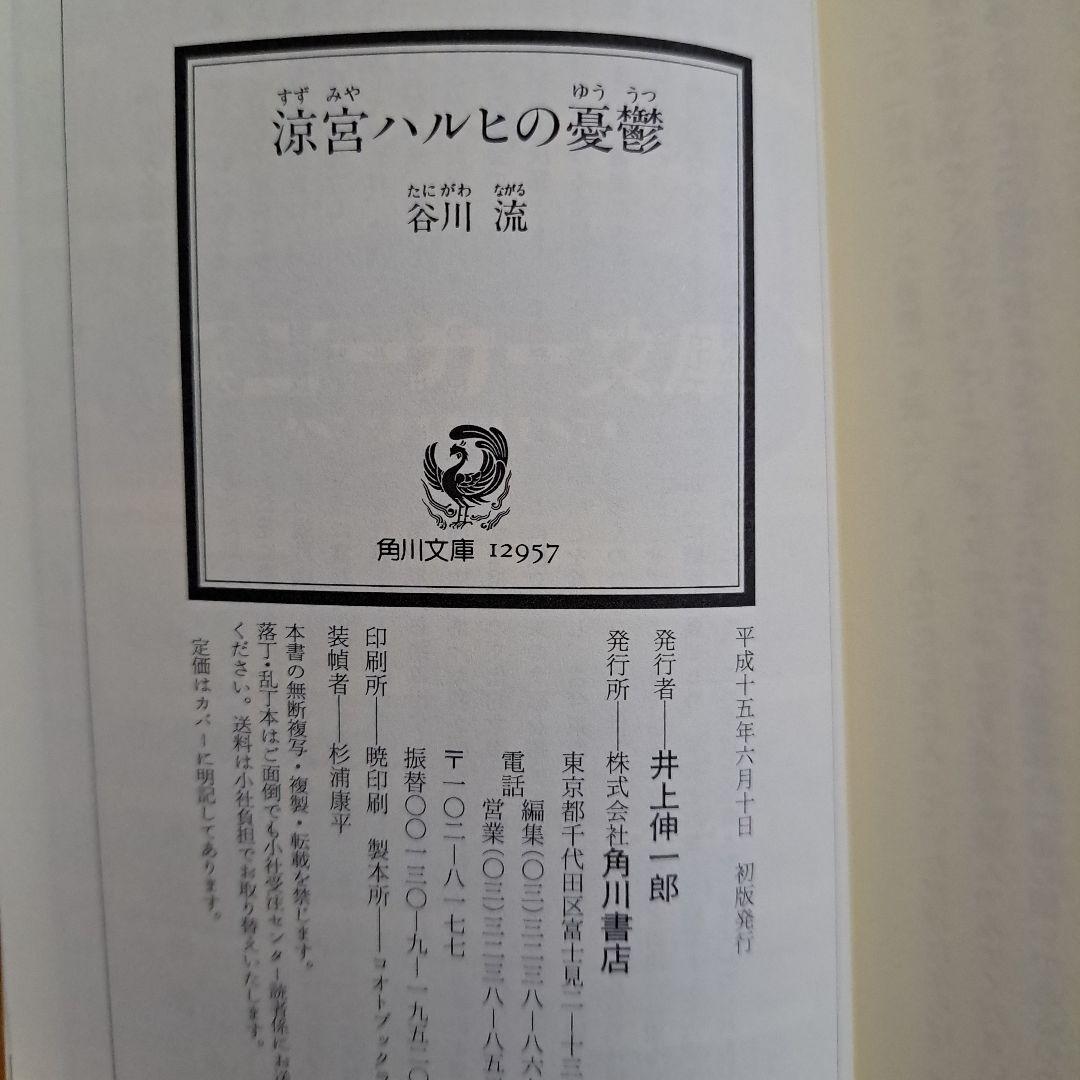 すず みや ゆう うつ
涼宮ハルヒの憂鬱
たに がわ ながる
谷川 流
角川文庫 12957
平成十五年六月十日 初版発行
発行者――井上伸一郎
発行所――株式会社角川書店
東京都千代田区富士見二―十三
電話 編集(〇三)三二三八―八六
営業(〇三)三二三八―八五
〒一〇二―八一七七
振替〇〇一三〇―九―一九五二〇
印刷所――暁印刷 製本所――コオトブックラ
装幀者――杉浦康平
本書の無断複写・複製・転載を禁じます。
落丁・乱丁本はご面倒でも小社受注センター読者係にお送
ください。送料は小社負担でお取り替えいたします。
定価はカバーに明記してあります。